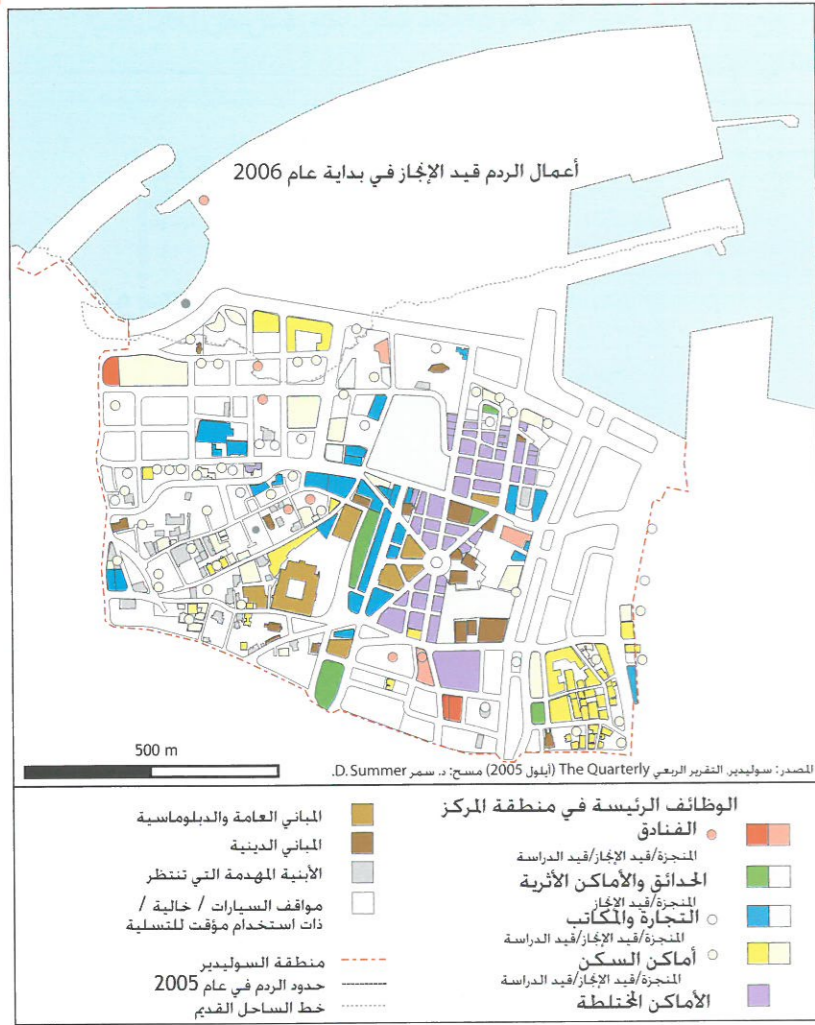 أعمال الردم قيد الإنجاز في بداية عام 2006
500 m
المصدر: سوليدير، التقرير الربعي The Quarterly (أيلول 2005) مسح: د. سمر D. Summer.
الوظائف الرئيسة في منطقة المركز
الفنادق
المنجزة/قيد الإنجاز/قيد الدراسة
الحدائق والأماكن الأثرية
المنجزة/قيد الإنجاز
التجارة والمكاتب
المنجزة/قيد الإنجاز/قيد الدراسة
أماكن السكن
المنجزة/قيد الإنجاز/قيد الدراسة
الأماكن المختلطة
المباني العامة والدبلوماسية
المباني الدينية
الأبنية المهدمة التي تنتظر
مواقف السيارات / خالية /
ذات استخدام مؤقت للتسلية
منطقة السوليدير
حدود الردم في عام 2005
خط الساحل القديم